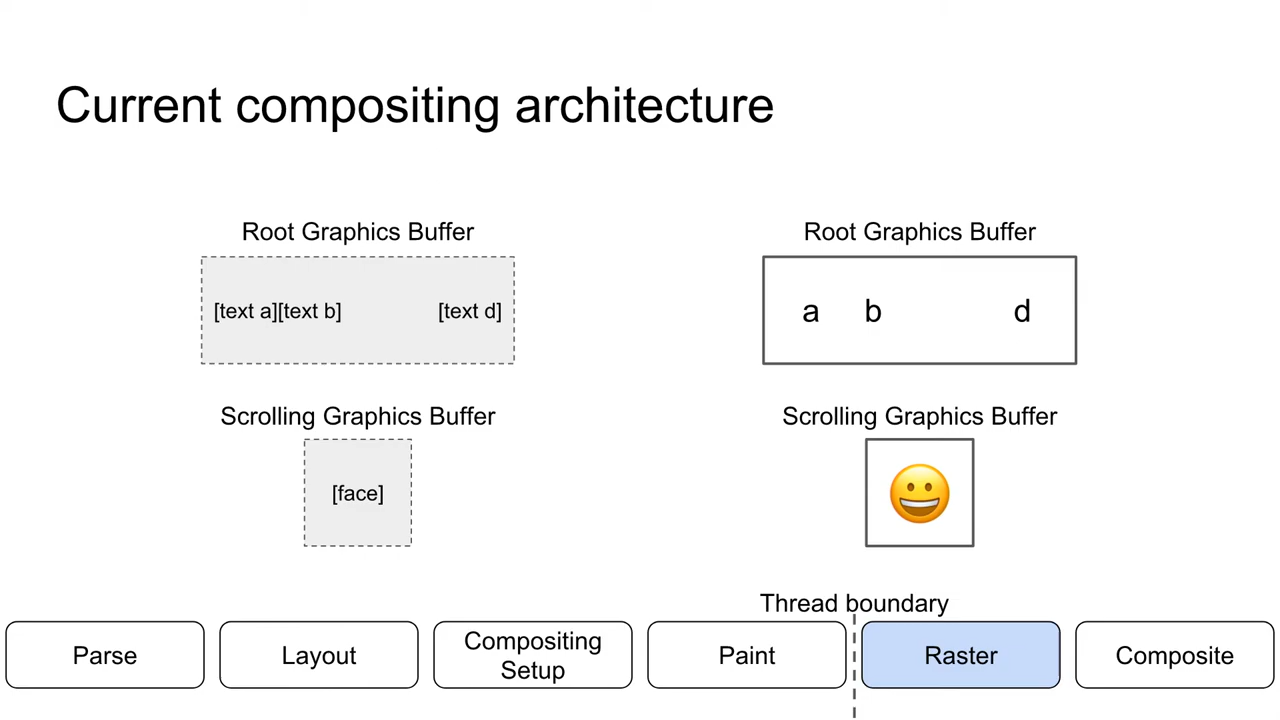 Current compositing architecture
Root Graphics Buffer
[text a][text b] [text d]
Scrolling Graphics Buffer
[face]
Root Graphics Buffer
a b d
Scrolling Graphics Buffer
Thread boundary
Parse
Layout
Compositing
Setup
Paint
Raster
Composite